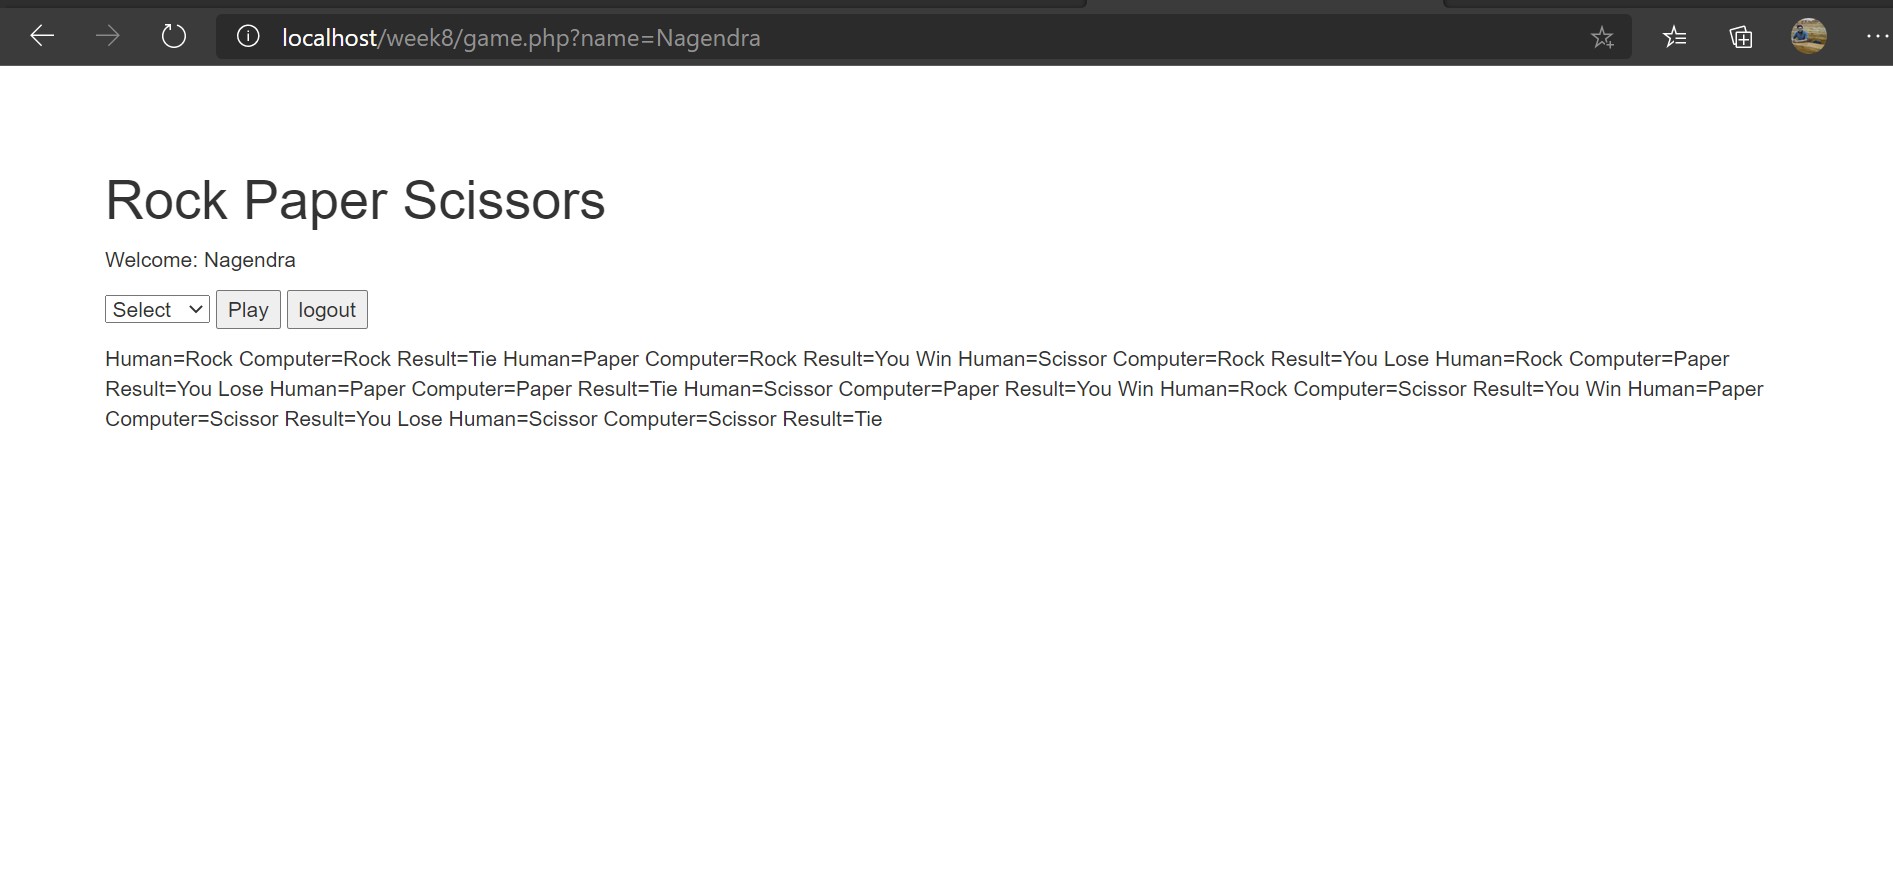 localhost/week8/game.php?name=Nagendra
Rock Paper Scissors
Welcome: Nagendra
Select Play logout
Human=Rock Computer=Rock Result=Tie Human=Paper Computer=Rock Result=You Win Human=Scissor Computer=Rock Result=You Lose Human=Rock Computer=Paper
Result=You Lose Human=Paper Computer=Paper Result=Tie Human=Scissor Computer=Paper Result=You Win Human=Rock Computer=Scissor Result=You Win Human=Paper
Computer=Scissor Result=You Lose Human=Scissor Computer=Scissor Result=Tie